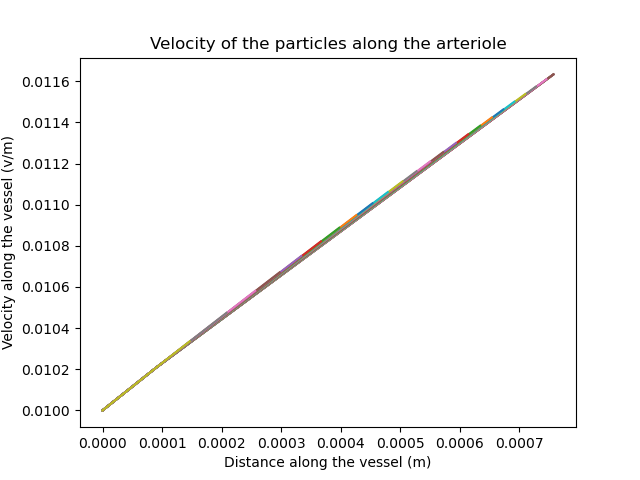 Velocity of the particles along the arteriole
Velocity along the vessel (v/m)
0.0116
0.0114
0.0112
0.0110
0.0108
0.0106
0.0104
0.0102
0.0100
0.0000 0.0001 0.0002 0.0003 0.0004 0.0005 0.0006 0.0007
Distance along the vessel (m)